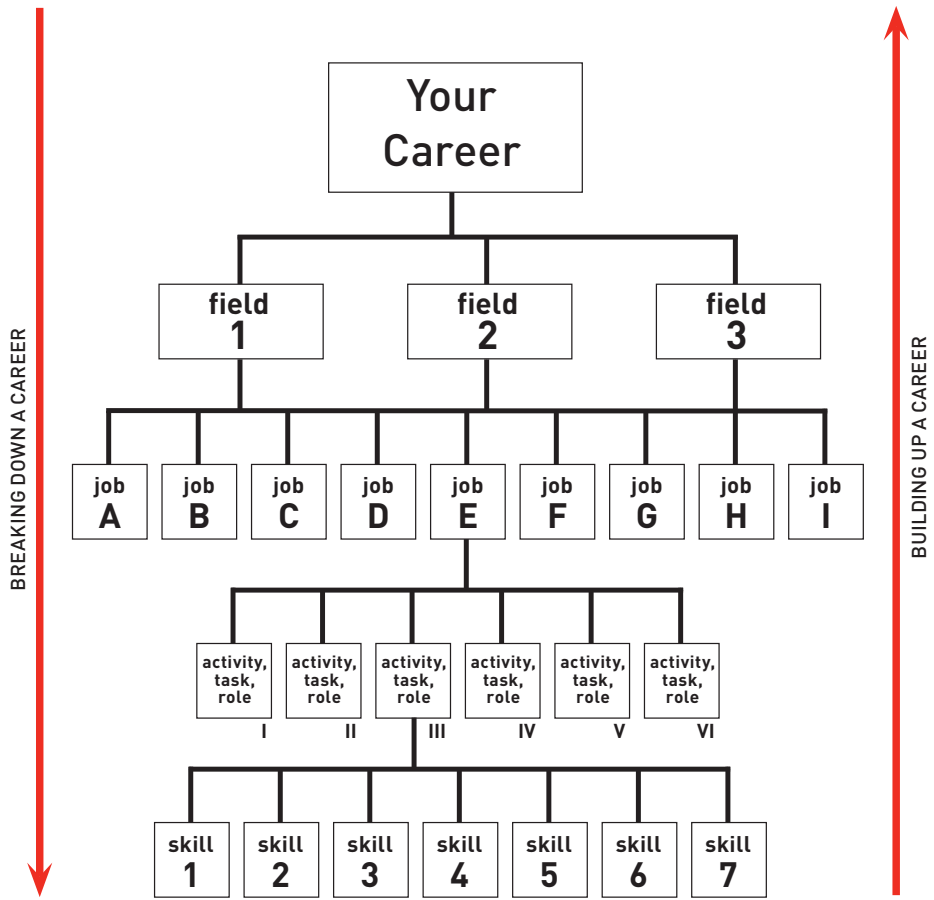 Your
Career
field
1
field
2
field
3
job
A
job
B
job
C
job
D
job
E
job
F
job
G
job
H
job
I
activity,
task,
role
I
activity,
task,
role
II
activity,
task,
role
III
activity,
task,
role
IV
activity,
task,
role
V
activity,
task,
role
VI
skill
1
skill
2
skill
3
skill
4
skill
5
skill
6
skill
7
BREAKING DOWN A CAREER
BUILDING UP A CAREER